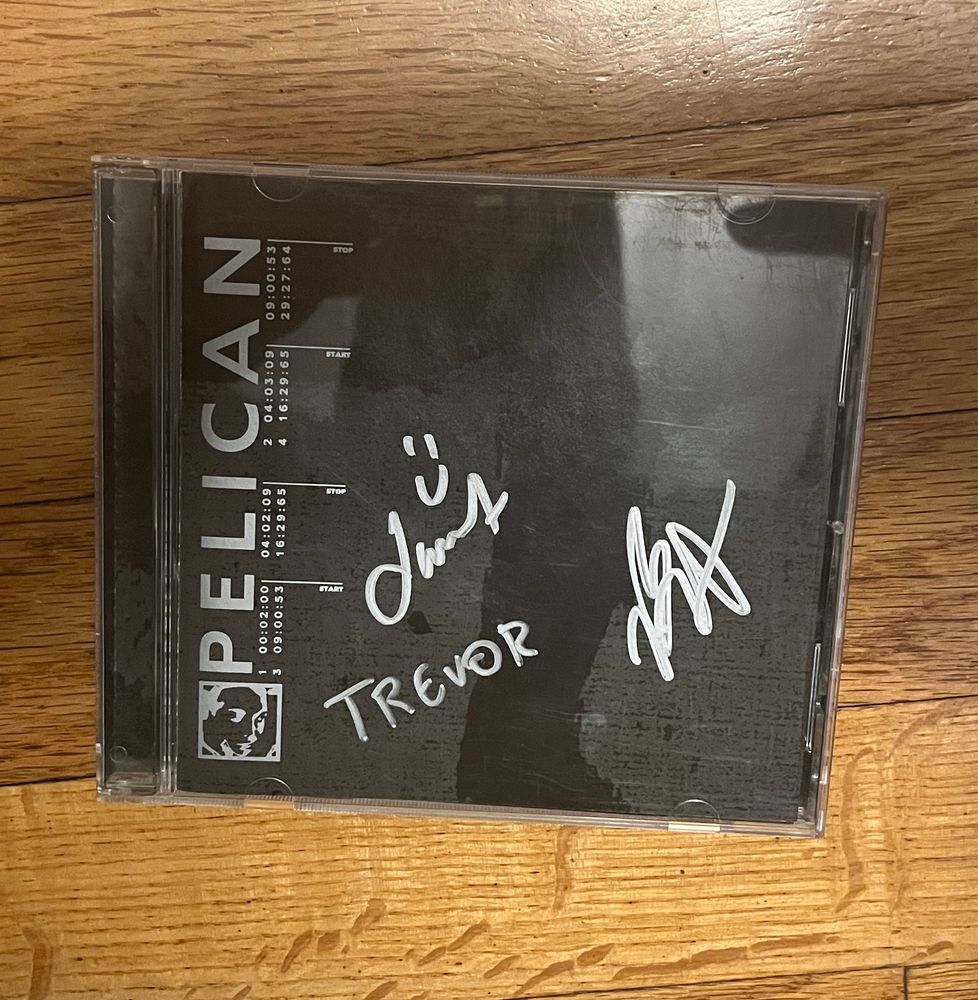 PELICAN
1 00:02:00 04:02:09 2 04:03:09 09:00:53
3 09:00:53 16:29:65 4 16:29:65 29:27:64
START STOP START STOP
TREVOR